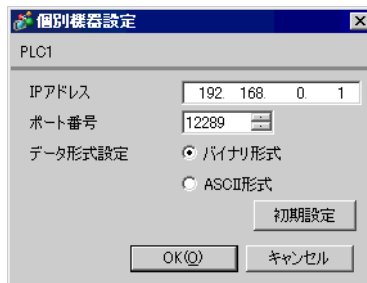 個別機器設定
PLC1
IPアドレス 192. 168. 0. 1
ポート番号 12289
データ形式設定 バイナリ形式
ASCII形式
初期設定
OK(O) キャンセル